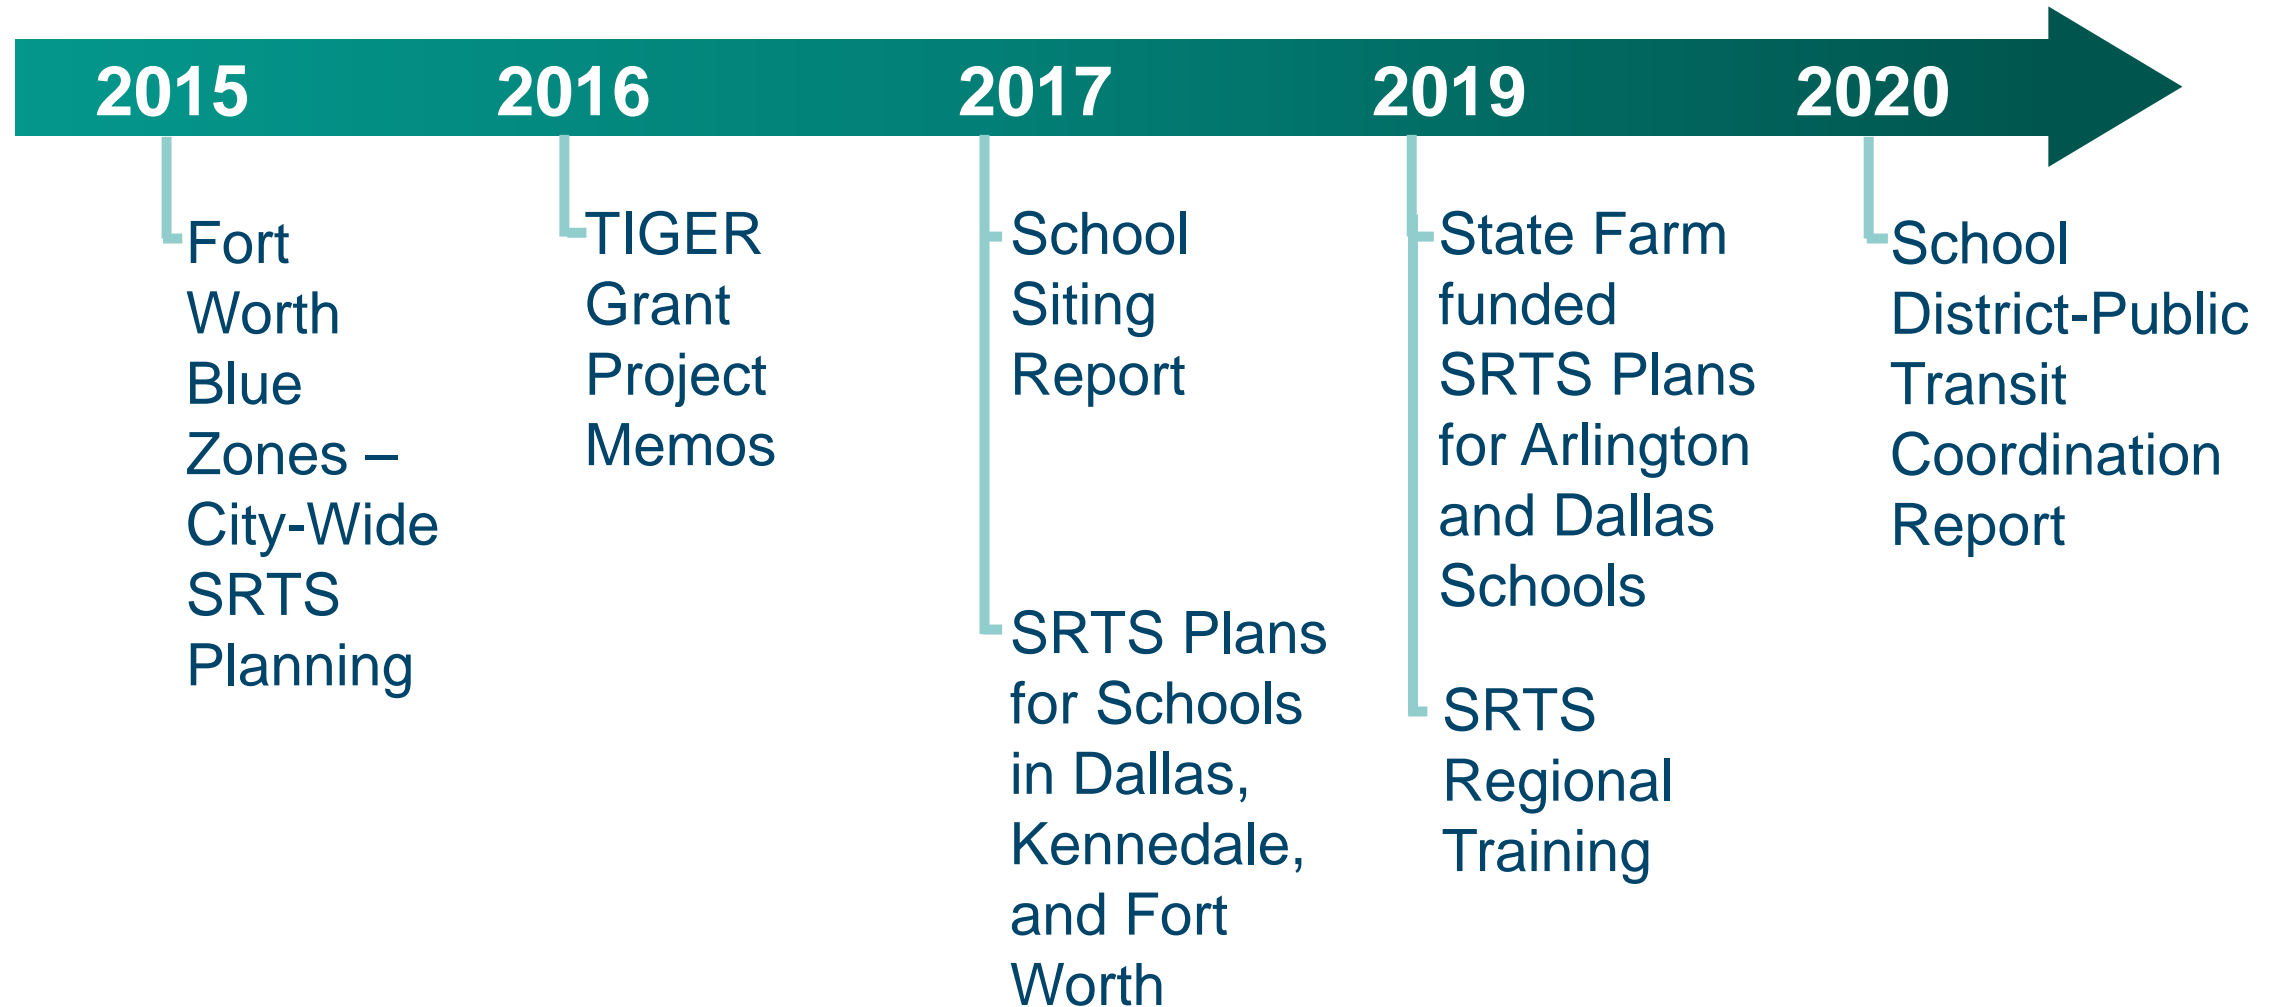 2015 2016 2017 2019 2020
Fort
Worth
Blue
Zones –
City-Wide
SRTS
Planning
TIGER
Grant
Project
Memos
School
Siting
Report
SRTS Plans
for Schools
in Dallas,
Kennedale,
and Fort
Worth
State Farm
funded
SRTS Plans
for Arlington
and Dallas
Schools
SRTS
Regional
Training
School
District-Public
Transit
Coordination
Report